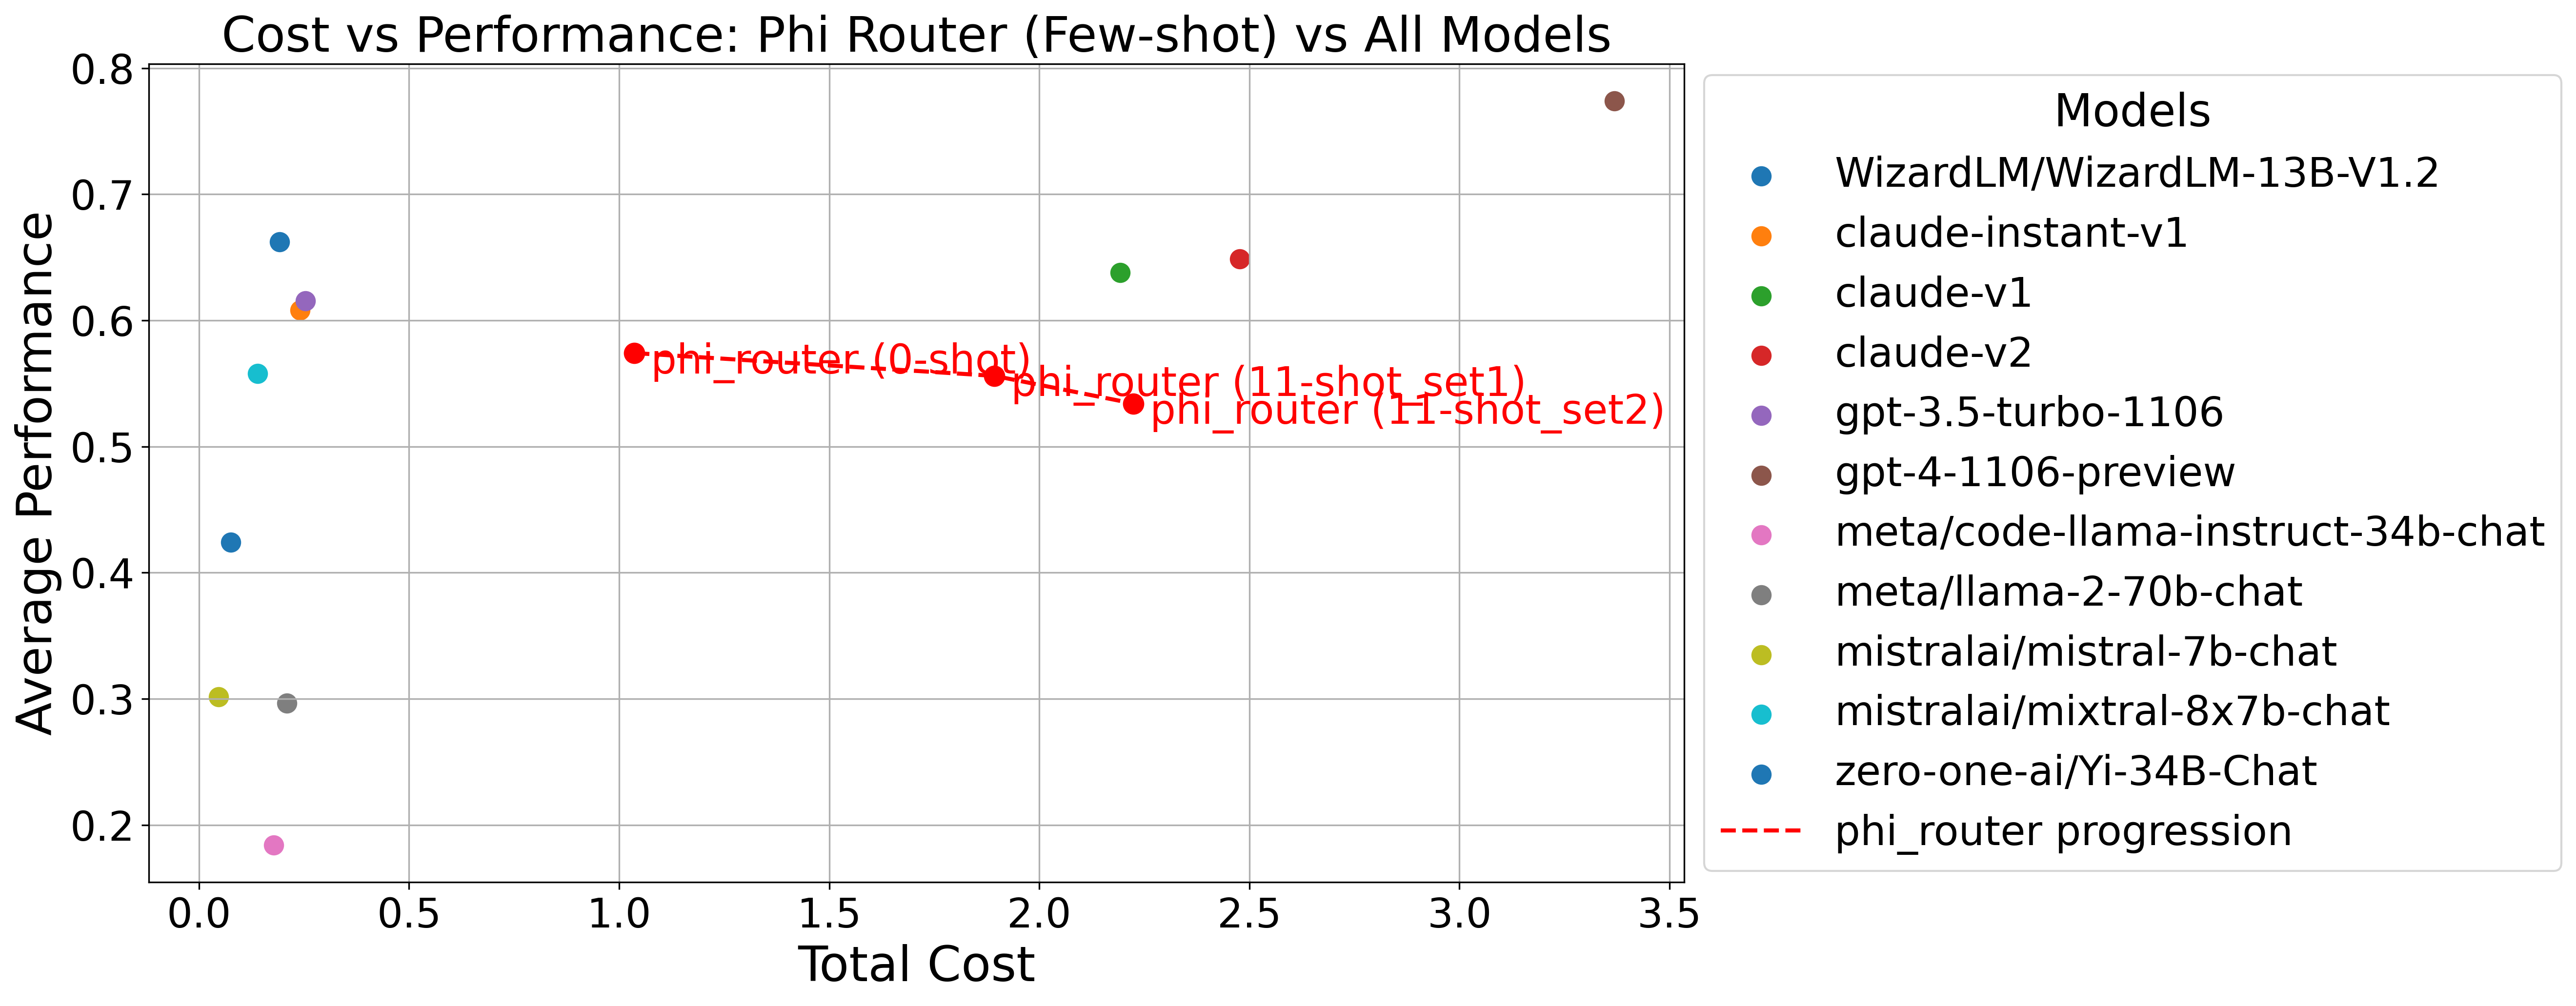 Cost vs Performance: Phi Router (Few-shot) vs All Models
Average Performance
0.8
0.7
0.6
0.5
0.4
0.3
0.2
phi_router (0-shot)
phi_router (11-shot_set1)
phi_router (11-shot_set2)
0.0 0.5 1.0 1.5 2.0 2.5 3.0 3.5
Total Cost
Models
WizardLM/WizardLM-13B-V1.2
claude-instant-v1
claude-v1
claude-v2
gpt-3.5-turbo-1106
gpt-4-1106-preview
meta/code-llama-instruct-34b-chat
meta/llama-2-70b-chat
mistralai/mistral-7b-chat
mistralai/mixtral-8x7b-chat
zero-one-ai/Yi-34B-Chat
phi_router progression